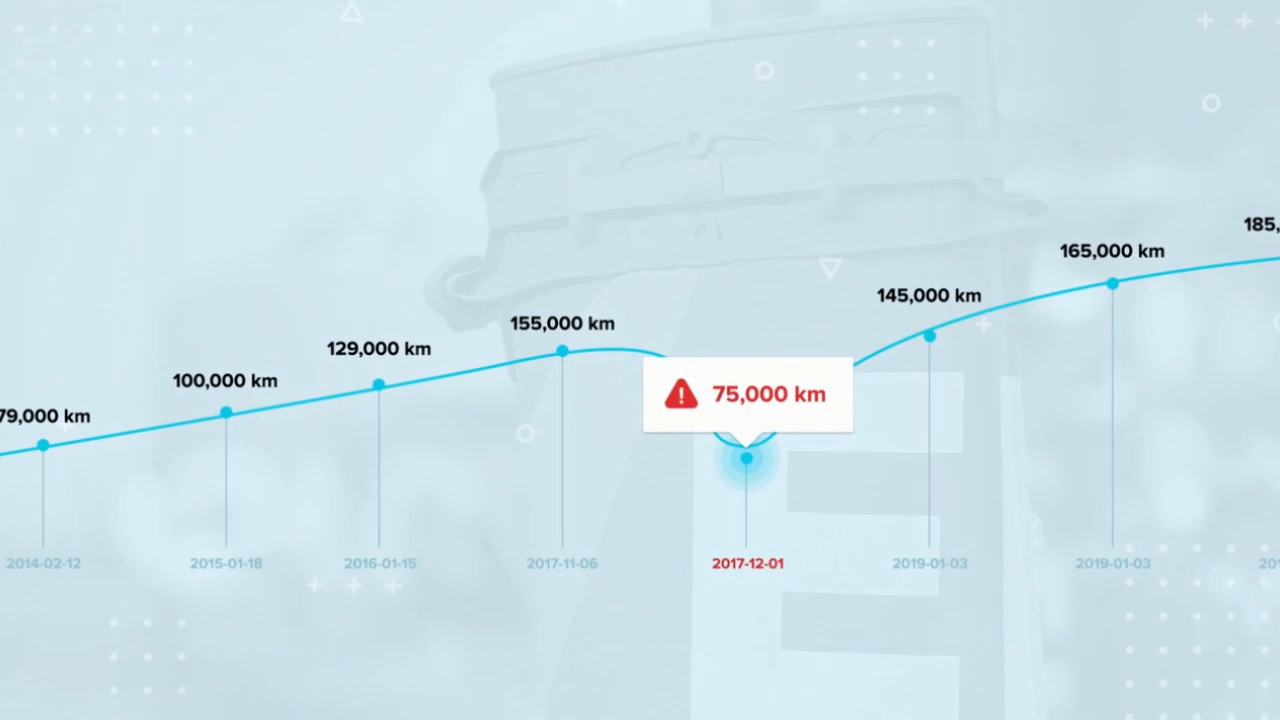 185,
165,000 km
145,000 km
155,000 km
129,000 km
100,000 km
79,000 km
75,000 km
2014-02-12
2015-01-18
2016-01-15
2017-11-06
2017-12-01
2019-01-03
2019-01-03